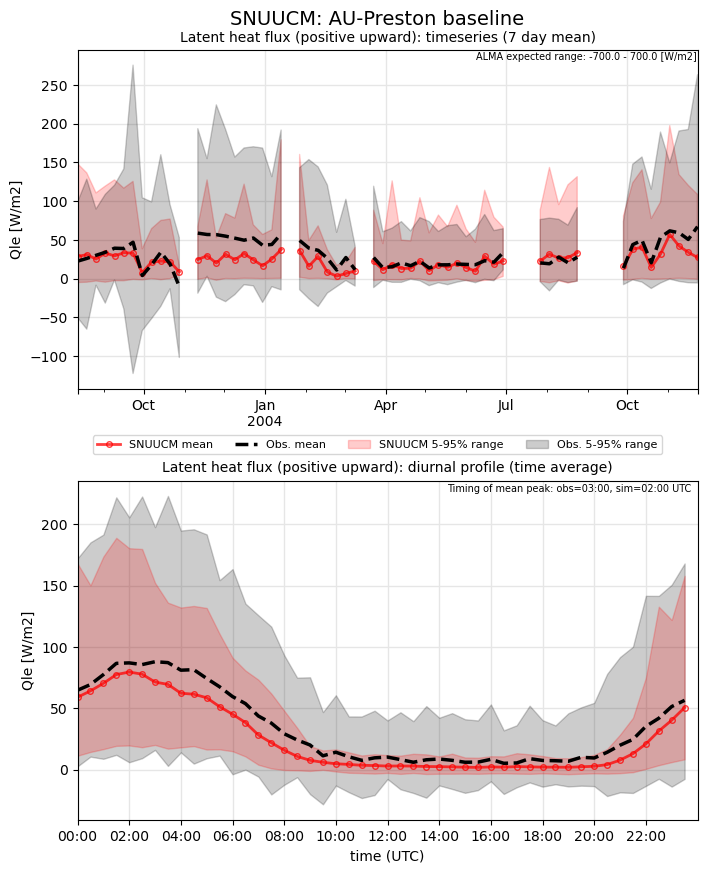 SNUUCM: AU-Preston baseline
Latent heat flux (positive upward): timeseries (7 day mean)
ALMA expected range: -700.0 - 700.0 [W/m2]
250
200
150
100
50
0
−50
−100
Qle [W/m2]
Oct
Jan
2004
Apr
Jul
Oct
SNUUCM mean
Obs. mean
SNUUCM 5-95% range
Obs. 5-95% range
Latent heat flux (positive upward): diurnal profile (time average)
Timing of mean peak: obs=03:00, sim=02:00 UTC
200
150
100
50
0
Qle [W/m2]
00:00
02:00
04:00
06:00
08:00
10:00
12:00
14:00
16:00
18:00
20:00
22:00
time (UTC)